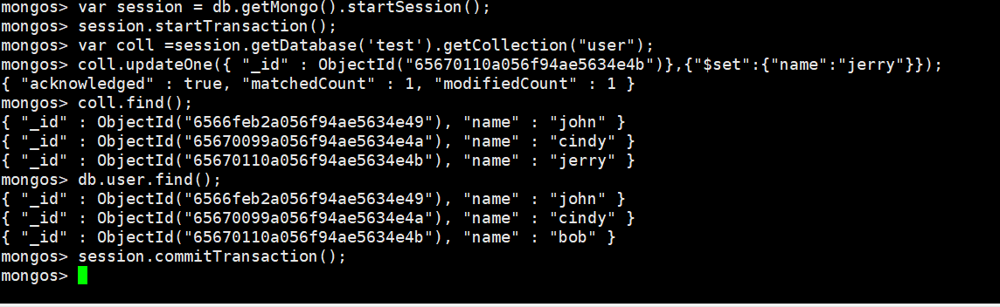 mongos> var session = db.getMongo().startSession();
mongos> session.startTransaction();
mongos> var coll =session.getDatabase('test').getCollection("user");
mongos> coll.updateOne({ "_id" : ObjectId("65670110a056f94ae5634e4b")},{"$set":{"name":"jerry"}});
{ "acknowledged" : true, "matchedCount" : 1, "modifiedCount" : 1 }
mongos> coll.find();
{ "_id" : ObjectId("6566feb2a056f94ae5634e49"), "name" : "john" }
{ "_id" : ObjectId("65670099a056f94ae5634e4a"), "name" : "cindy" }
{ "_id" : ObjectId("65670110a056f94ae5634e4b"), "name" : "jerry" }
mongos> db.user.find();
{ "_id" : ObjectId("6566feb2a056f94ae5634e49"), "name" : "john" }
{ "_id" : ObjectId("65670099a056f94ae5634e4a"), "name" : "cindy" }
{ "_id" : ObjectId("65670110a056f94ae5634e4b"), "name" : "bob" }
mongos> session.commitTransaction();
mongos>